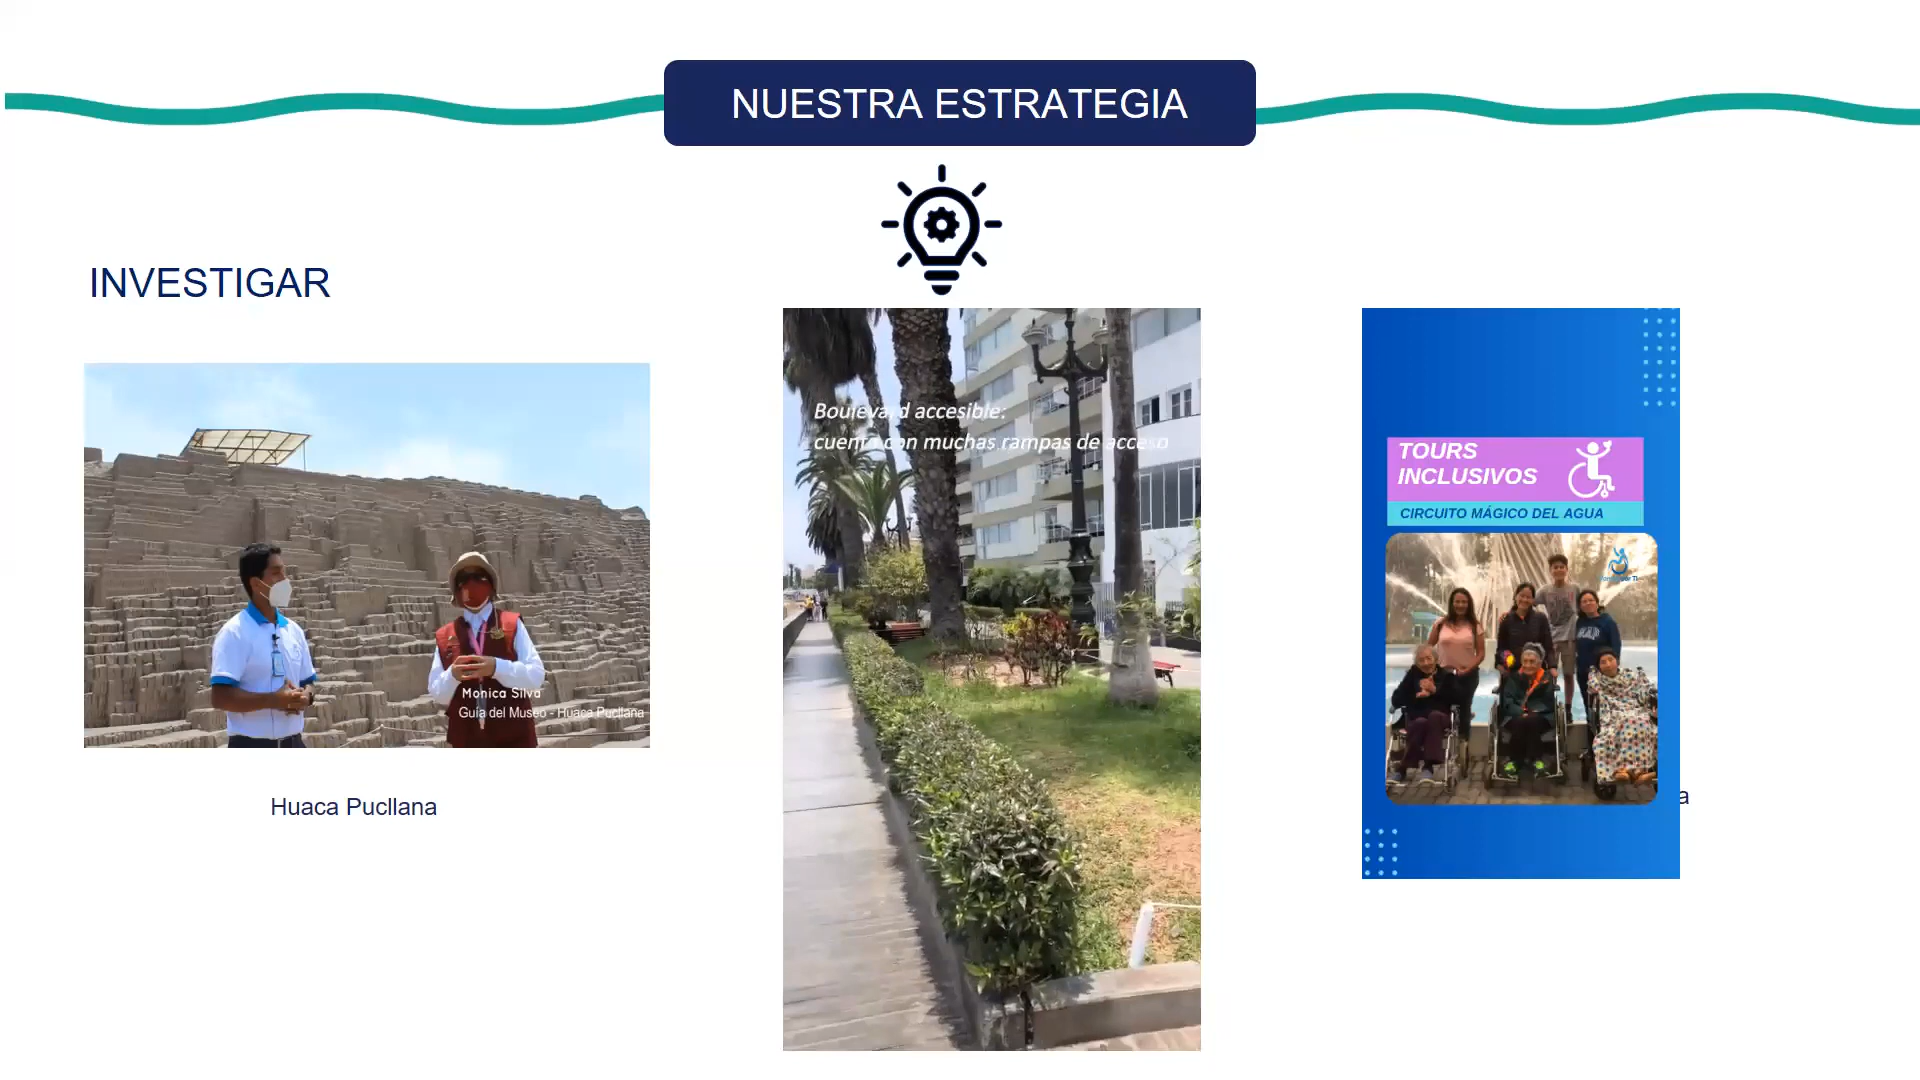 NUESTRA ESTRATEGIA
INVESTIGAR
Boulevard accesible:
cuenta con muchas rampas de acceso
TOURS
INCLUSIVOS
CIRCUITO MÁGICO DEL AGUA
Monica Silva
Guía del Museo - Huaca Pucllana
Huaca Pucllana
a